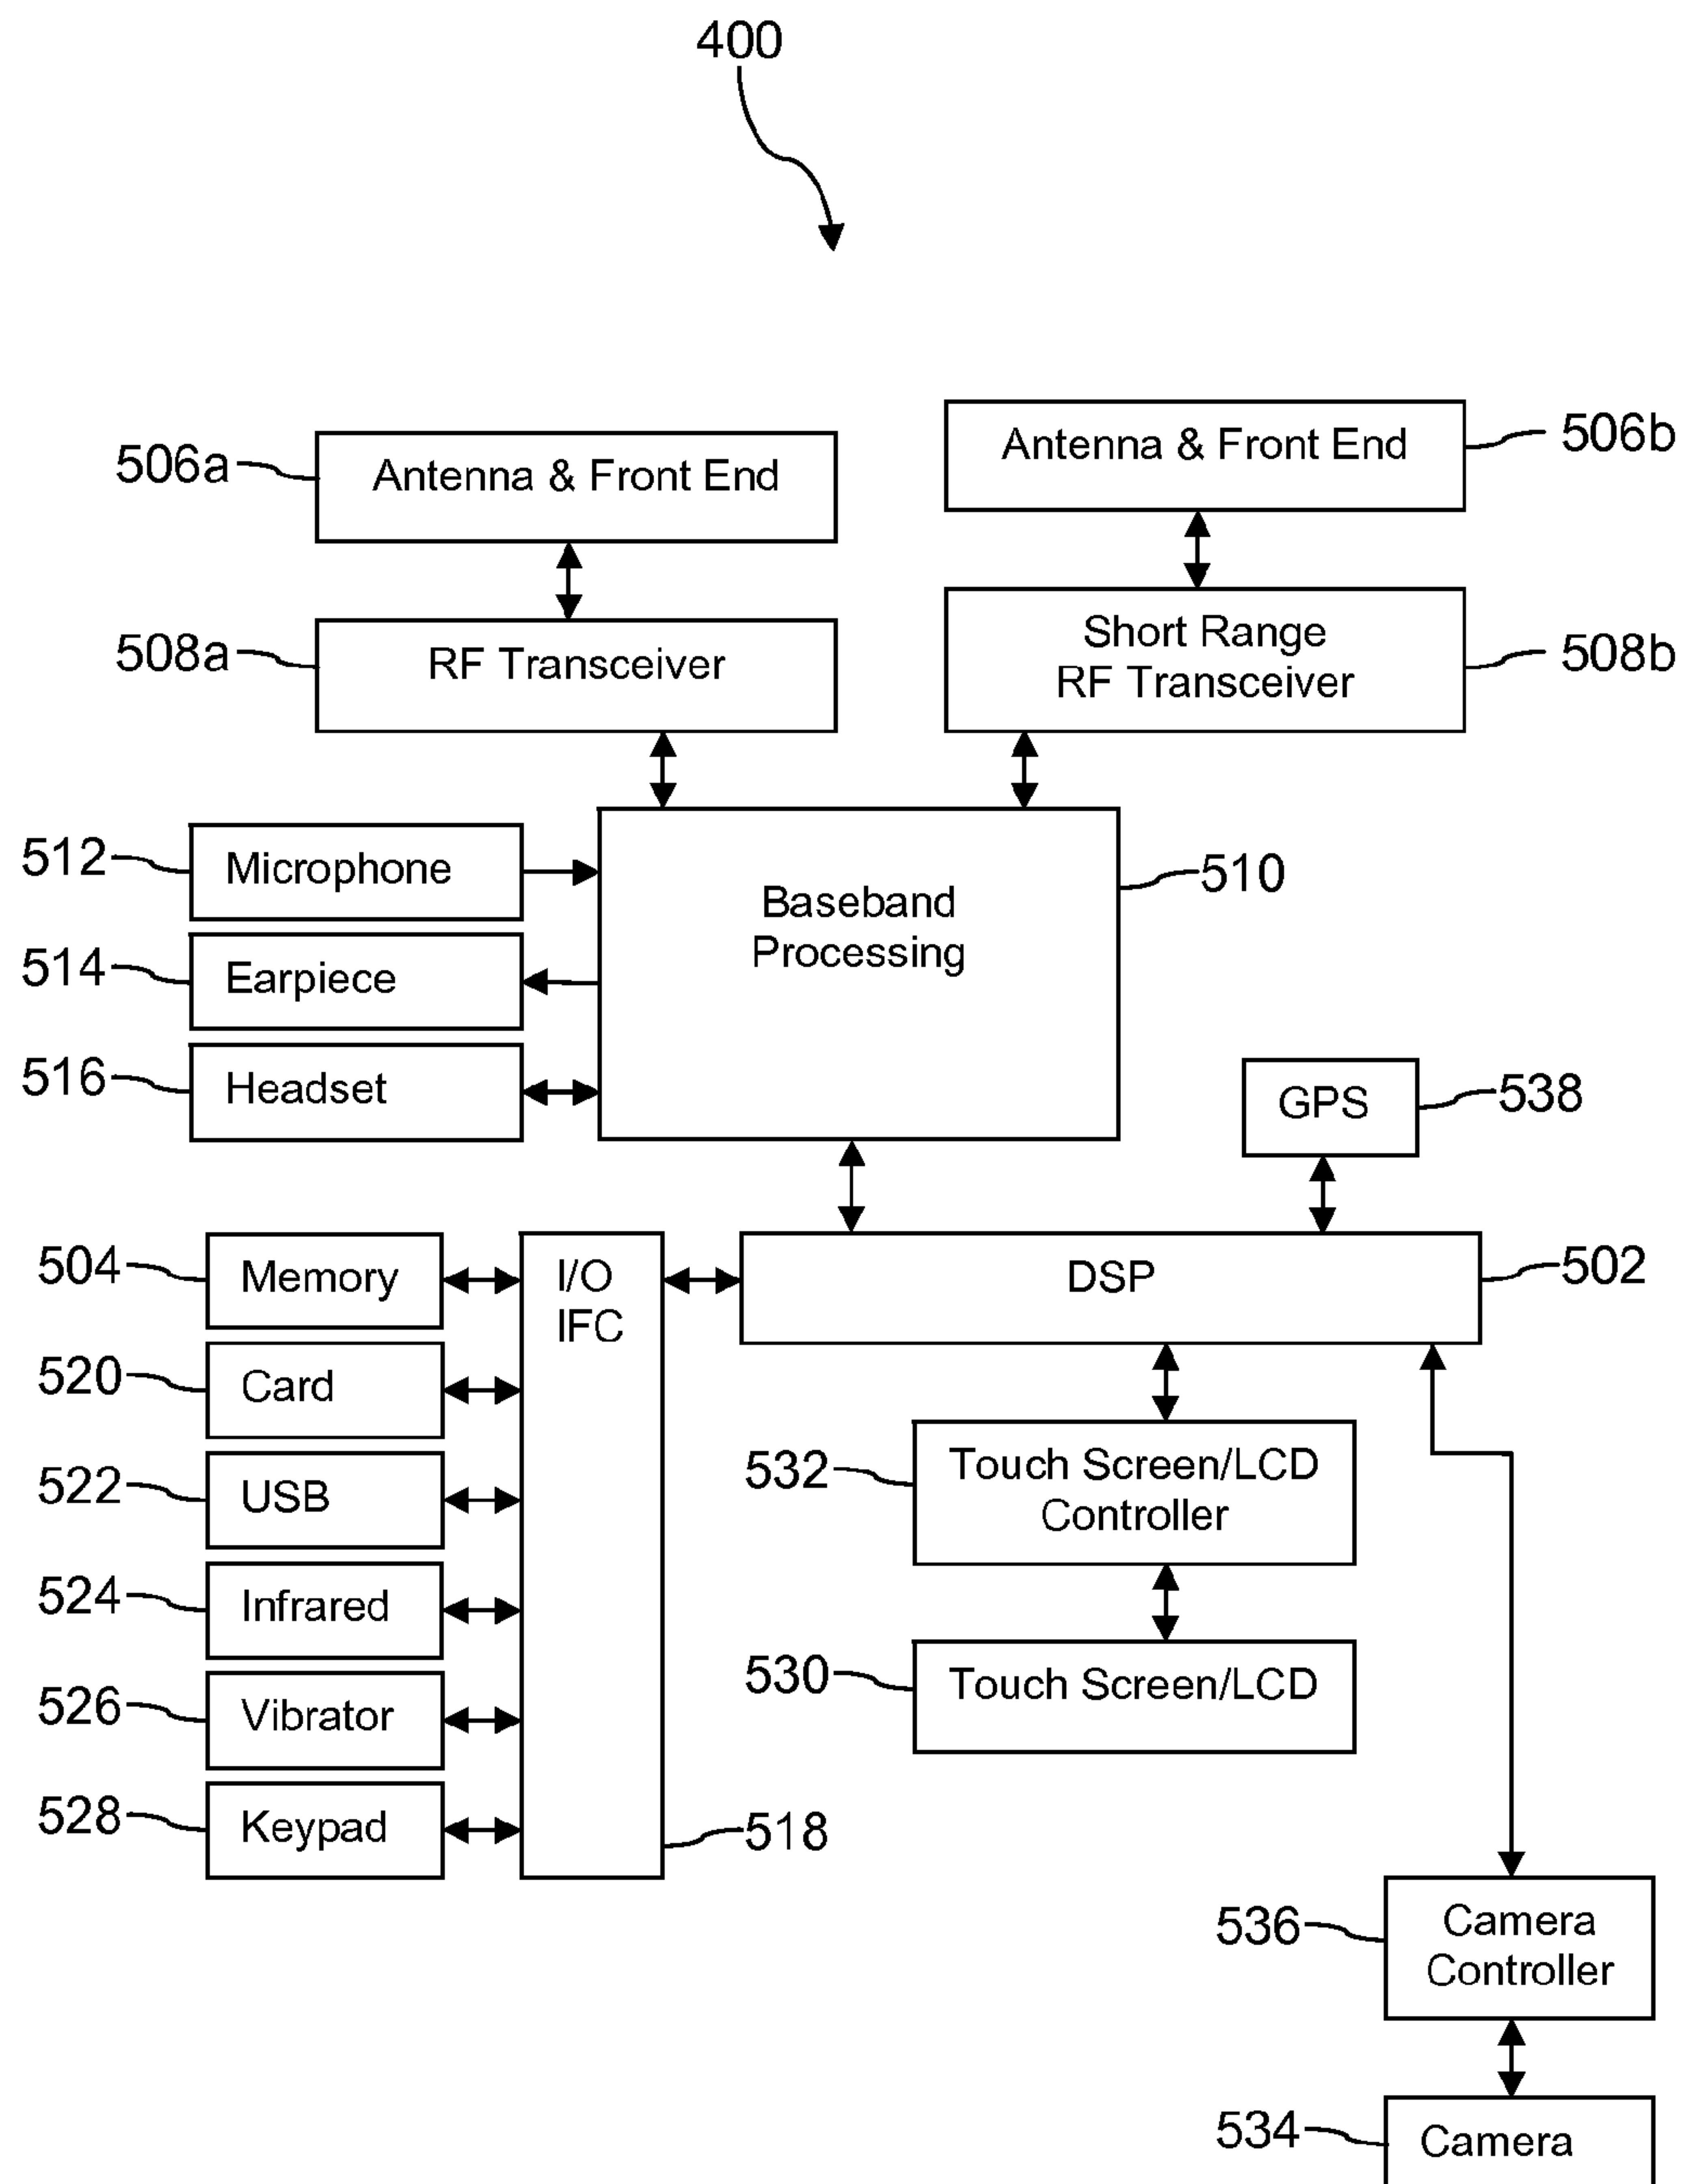 400
506a
Antenna & Front End
Antenna & Front End
506b
508a
RF Transceiver
Short Range
RF Transceiver
508b
512
Microphone
Baseband
Processing
510
514
Earpiece
516
Headset
GPS
538
504
Memory
I/O
IFC
DSP
502
520
Card
522
USB
532
Touch Screen/LCD
Controller
524
Infrared
530
Touch Screen/LCD
526
Vibrator
528
Keypad
518
536
Camera
Controller
534
Camera